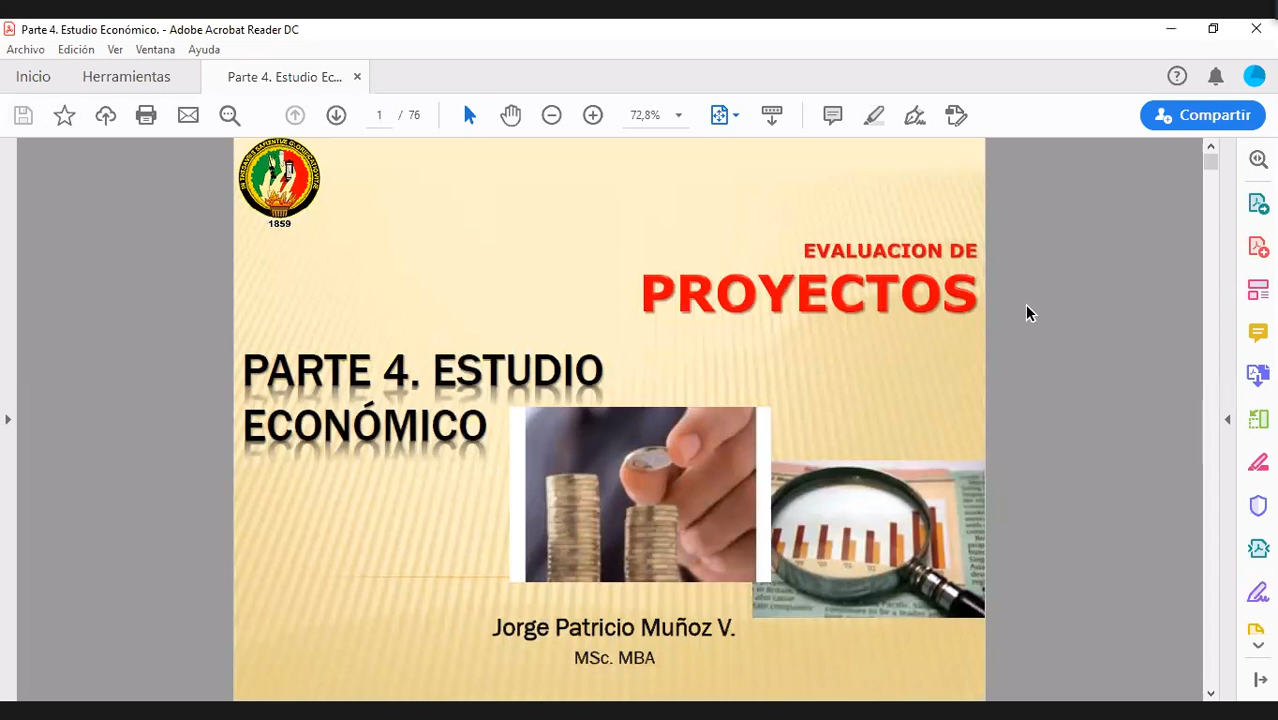 Parte 4. Estudio Económico. - Adobe Acrobat Reader DC
Archivo Edición Ver Ventana Ayuda
Inicio Herramientas Parte 4. Estudio Ec... ×
1 / 76 72,8% Compartir
1859
EVALUACION DE
PROYECTOS
PARTE 4. ESTUDIO
ECONÓMICO
Jorge Patricio Muñoz V.
MSc. MBA